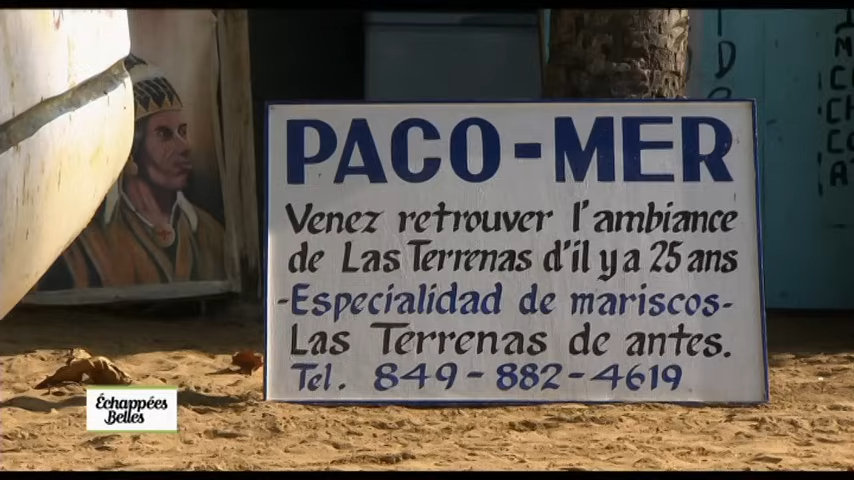 PACO-MER
Venez retrouver l'ambiance
de Las Terrenas d'il y a 25 ans
-Especialidad de mariscos-
Las Terrenas de antes.
Tel. 849-882-4619
Échappées
Belles